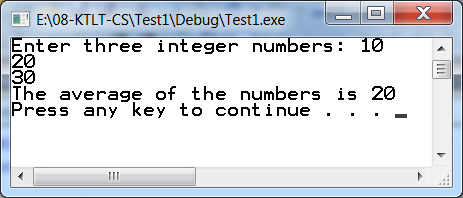 E:\08-KTLT-CS\Test1\Debug\Test1.exe
Enter three integer numbers: 10
20
30
The average of the numbers is 20
Press any key to continue . . . _